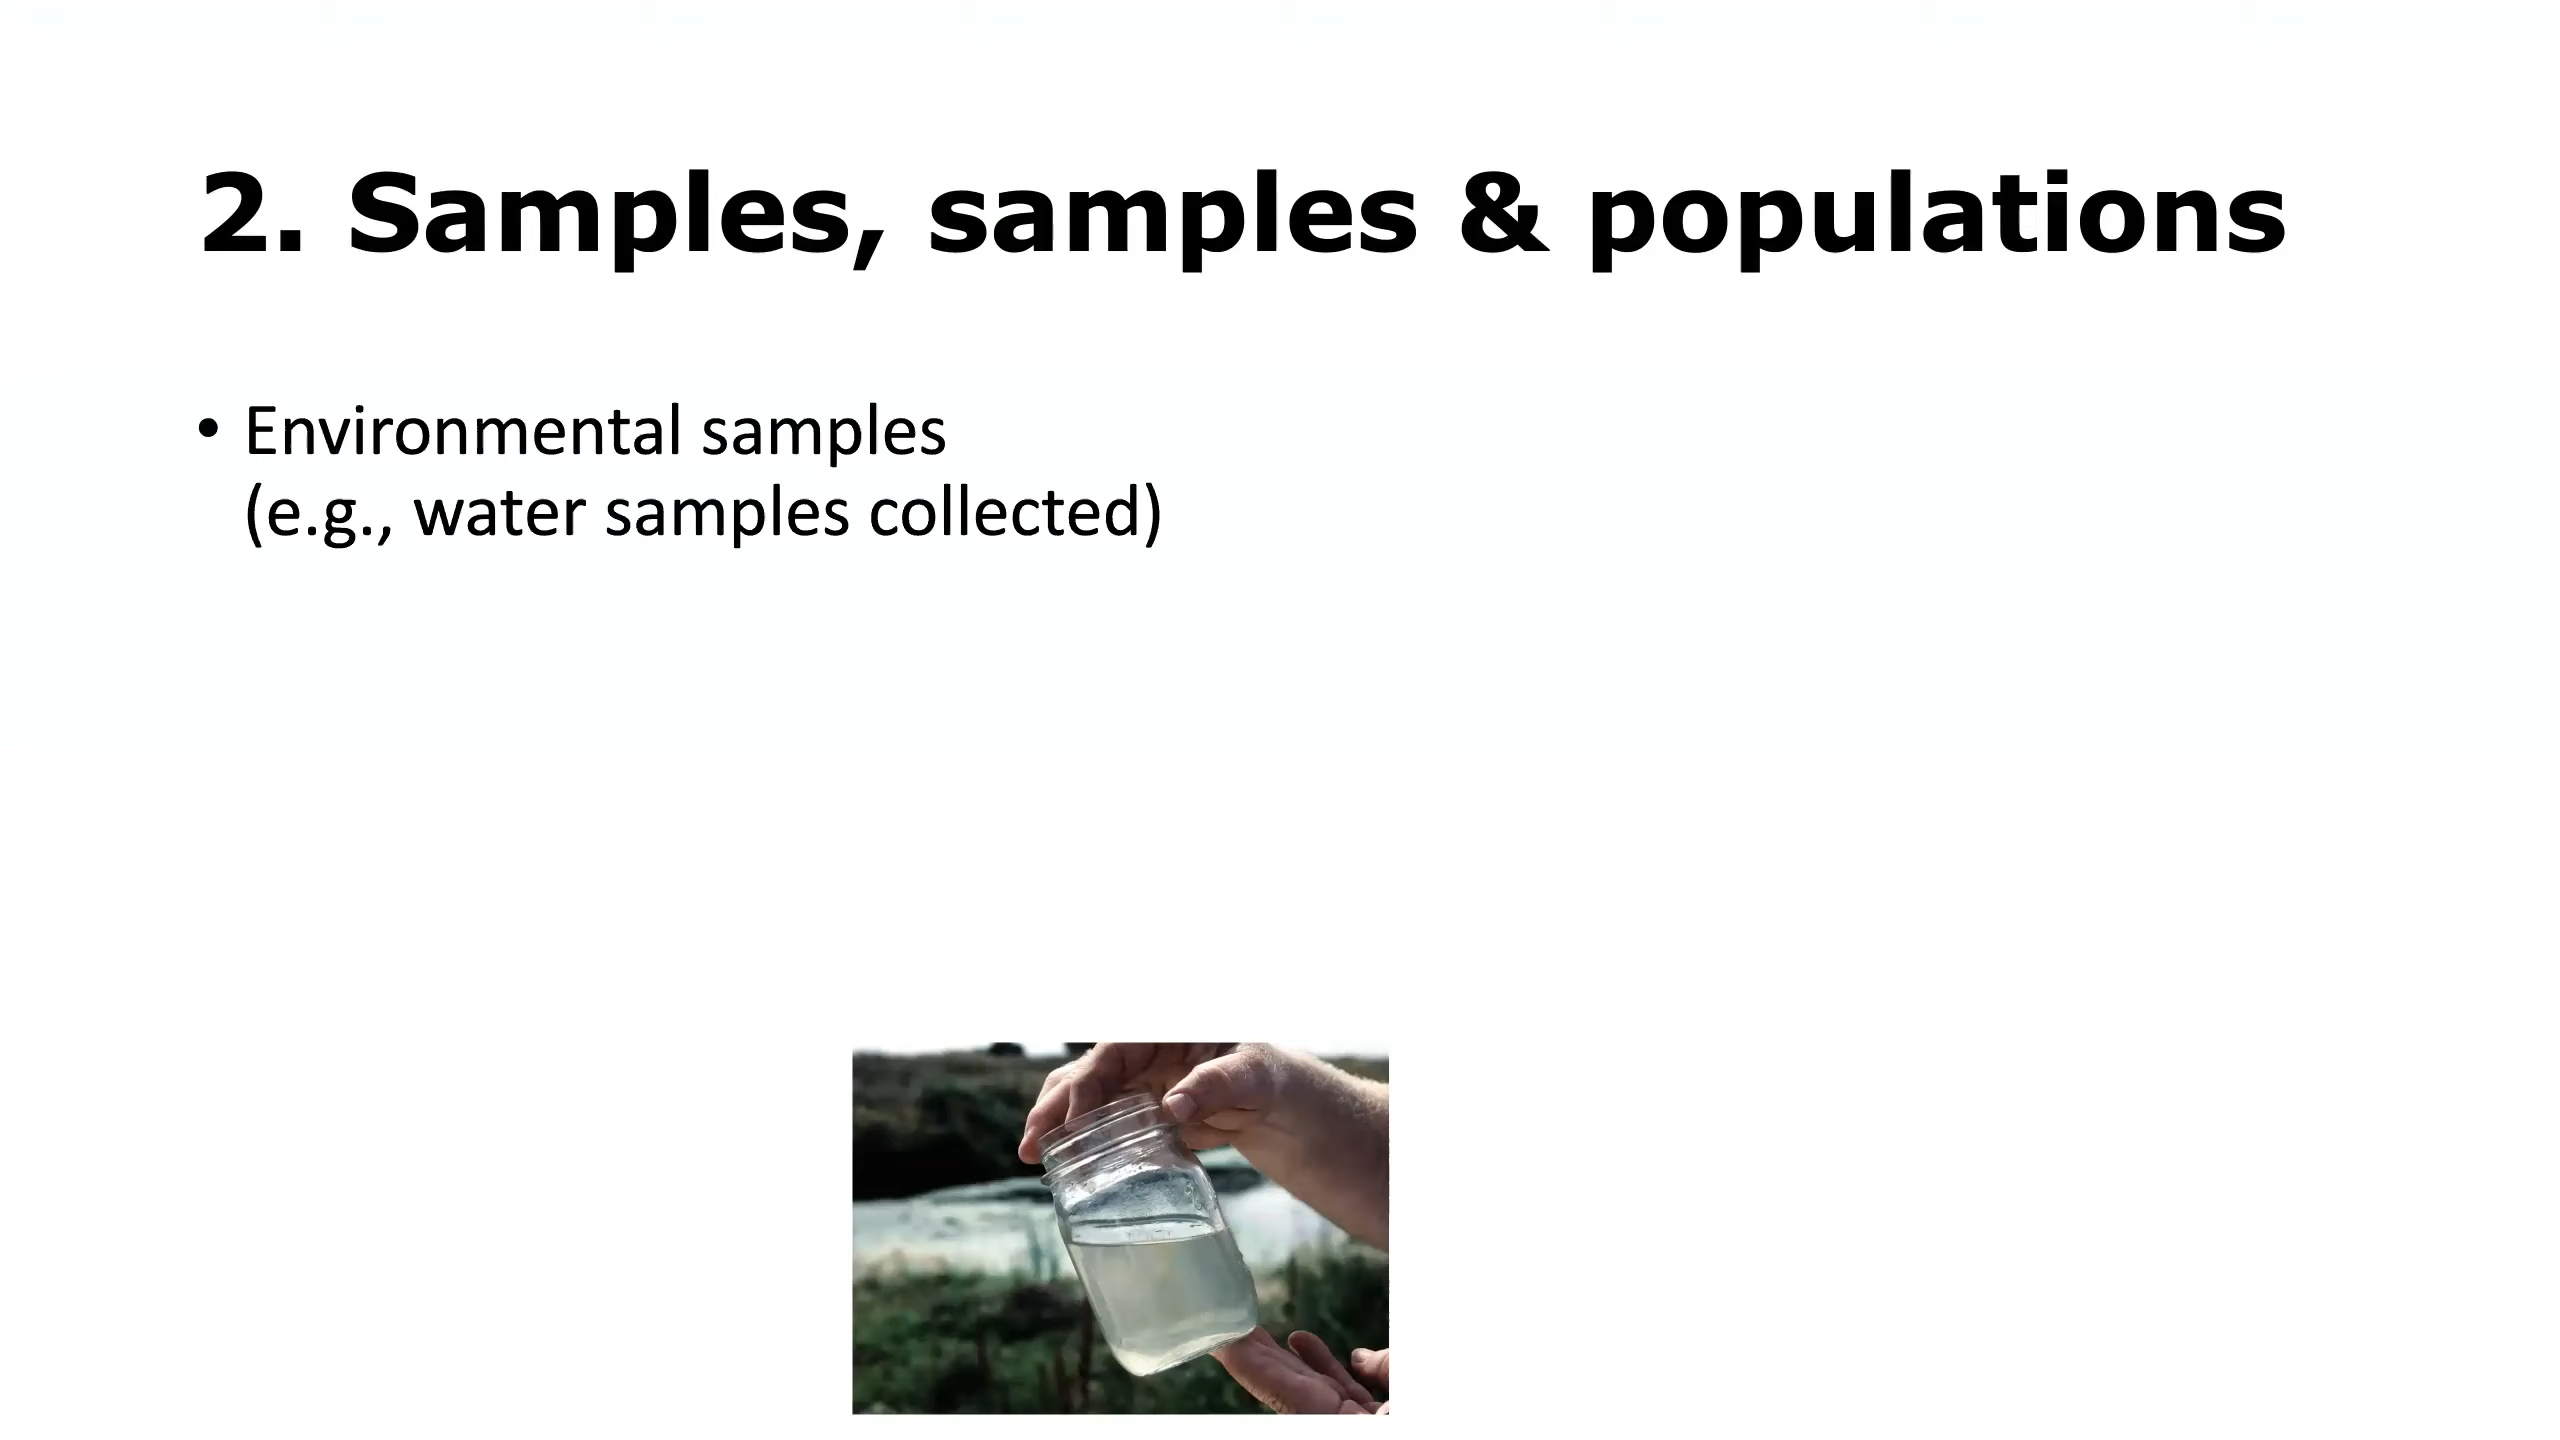 2. Samples, samples & populations
• Environmental samples
(e.g., water samples collected)